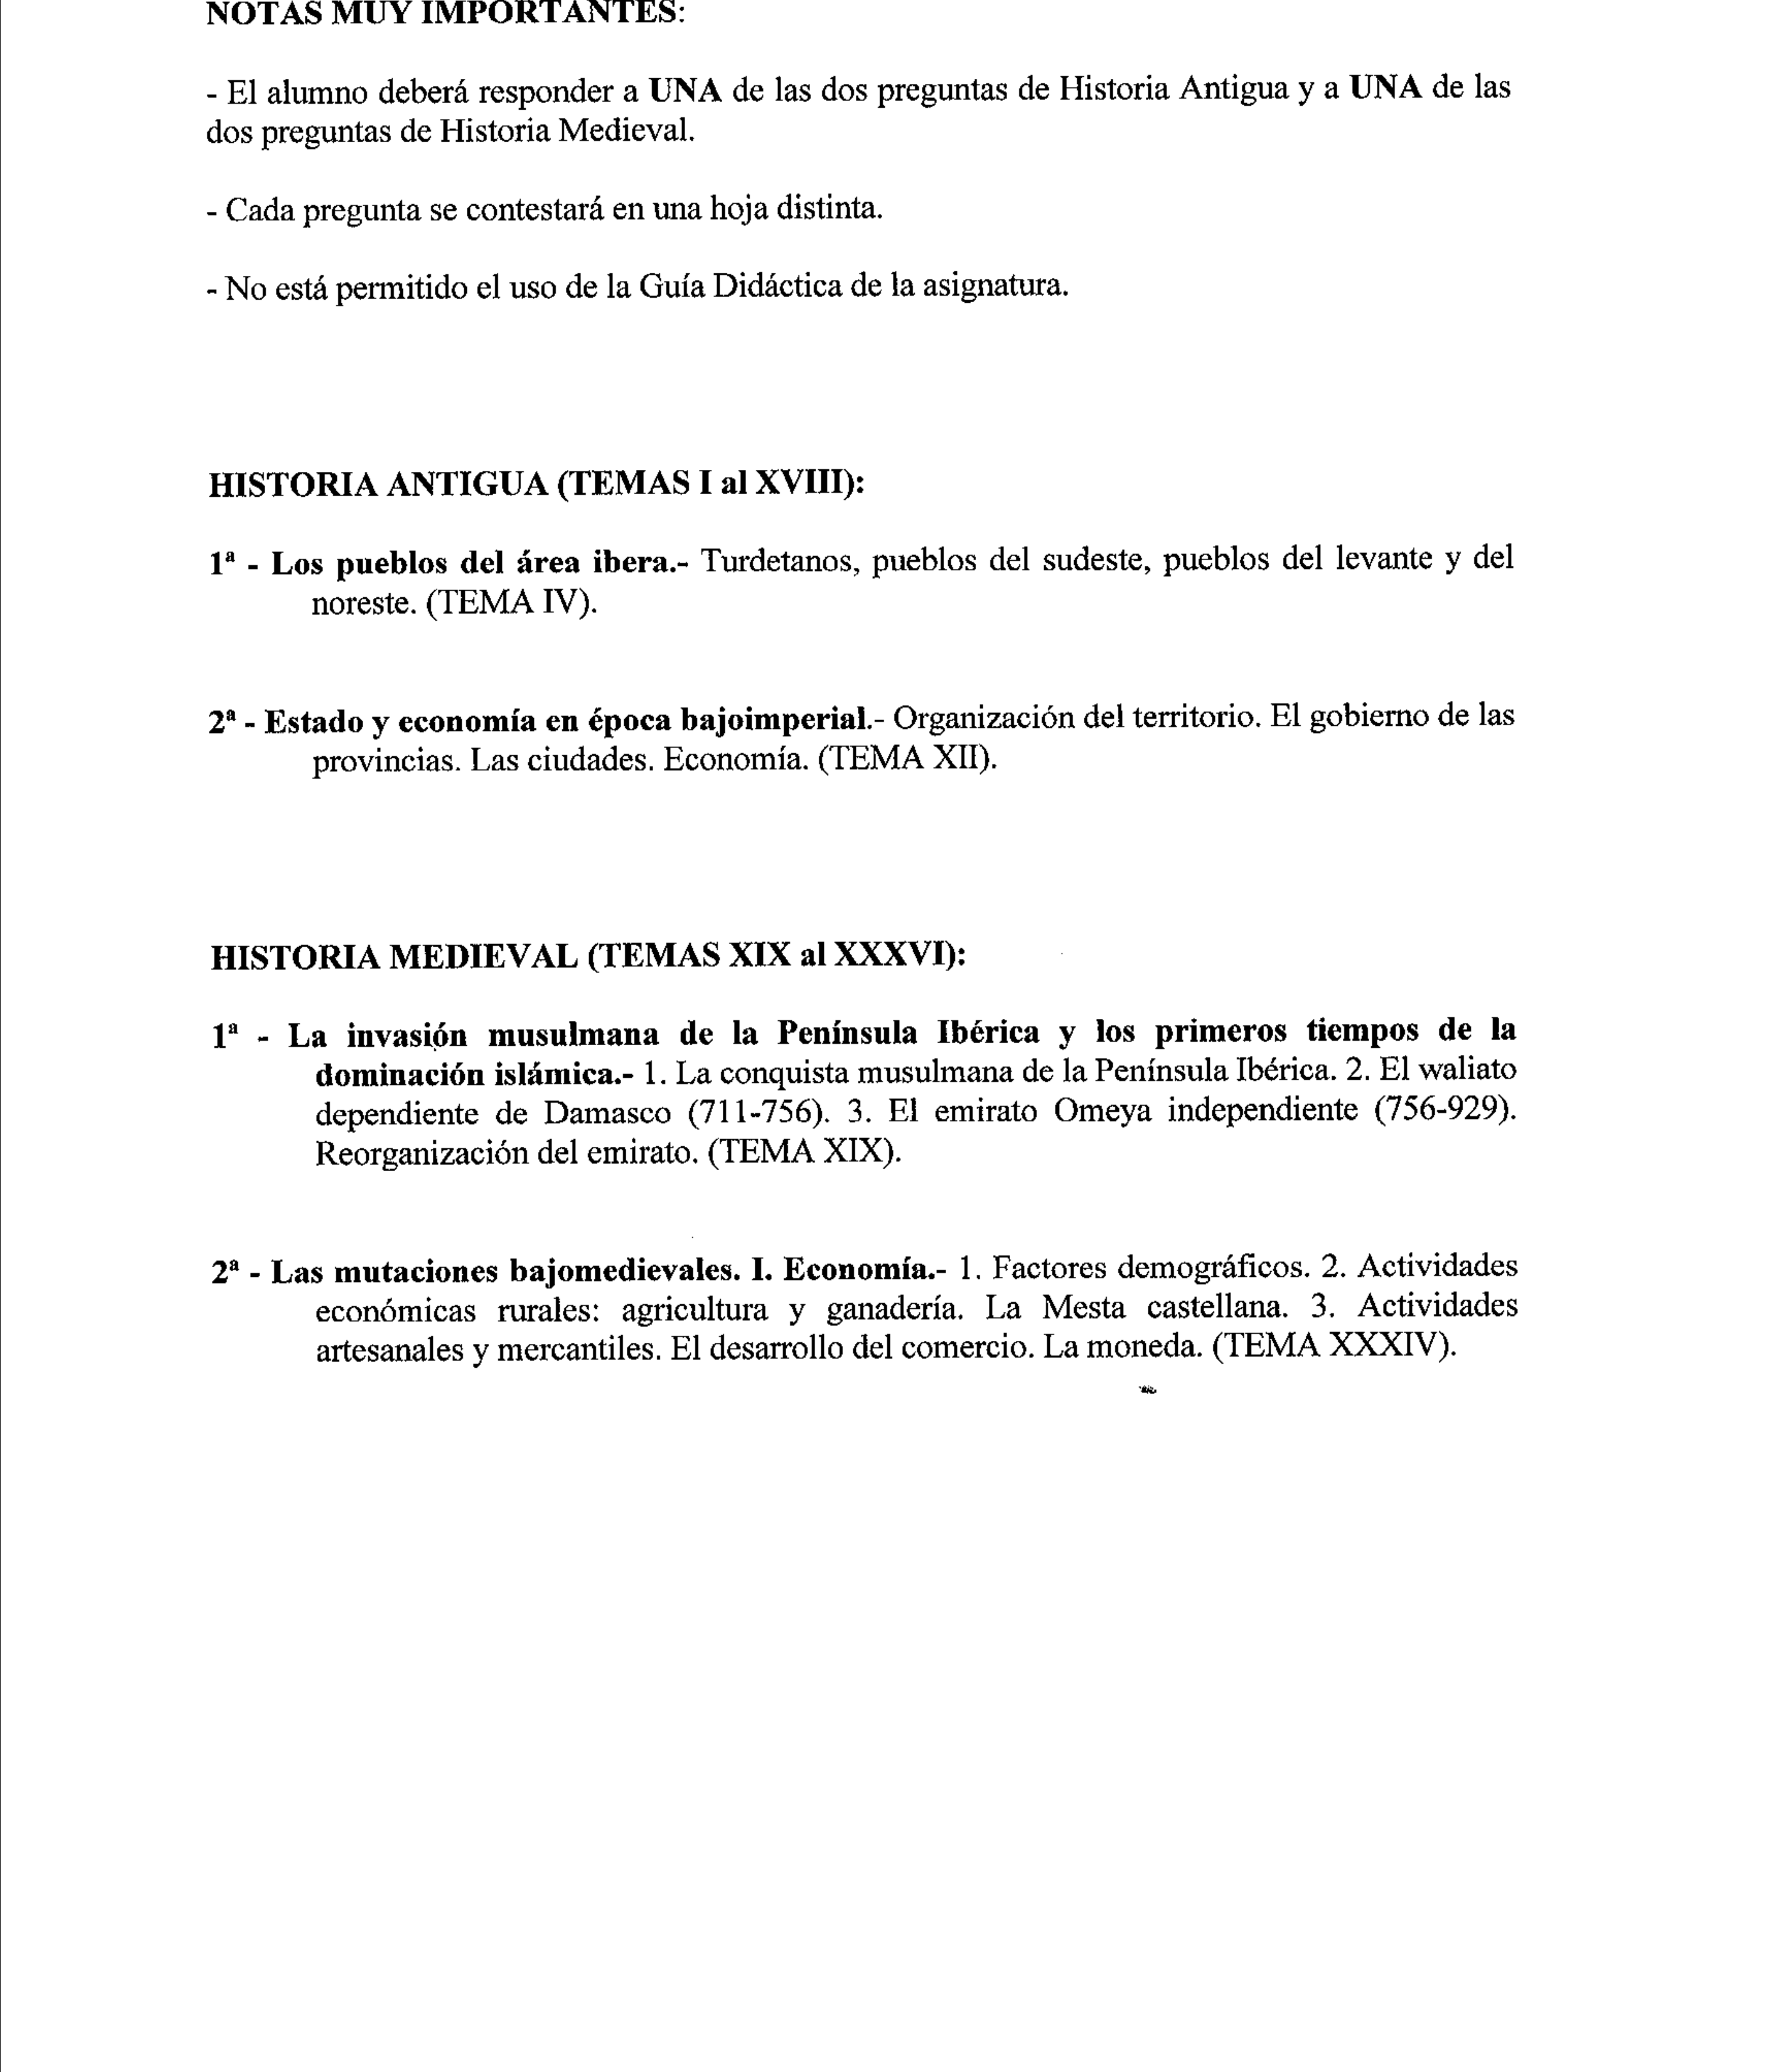 NOTAS MUY IMPORTANTES:
- El alumno deberá responder a UNA de las dos preguntas de Historia Antigua y a UNA de las
dos preguntas de Historia Medieval.
- Cada pregunta se contestará en una hoja distinta.
- No está permitido el uso de la Guía Didáctica de la asignatura.
HISTORIA ANTIGUA (TEMAS I al XVIII):
1ª - Los pueblos del área ibera.- Turdetanos, pueblos del sudeste, pueblos del levante y del
noreste. (TEMA IV).
2ª - Estado y economía en época bajoimperial.- Organización del territorio. El gobierno de las
provincias. Las ciudades. Economía. (TEMA XII).
HISTORIA MEDIEVAL (TEMAS XIX al XXXVI):
1ª - La invasión musulmana de la Península Ibérica y los primeros tiempos de la
dominación islámica.- 1. La conquista musulmana de la Península Ibérica. 2. El waliato
dependiente de Damasco (711-756). 3. El emirato Omeya independiente (756-929).
Reorganización del emirato. (TEMA XIX).
2ª - Las mutaciones bajomedievales. I. Economía.- 1. Factores demográficos. 2. Actividades
económicas rurales: agricultura y ganadería. La Mesta castellana. 3. Actividades
artesanales y mercantiles. El desarrollo del comercio. La moneda. (TEMA XXXIV).